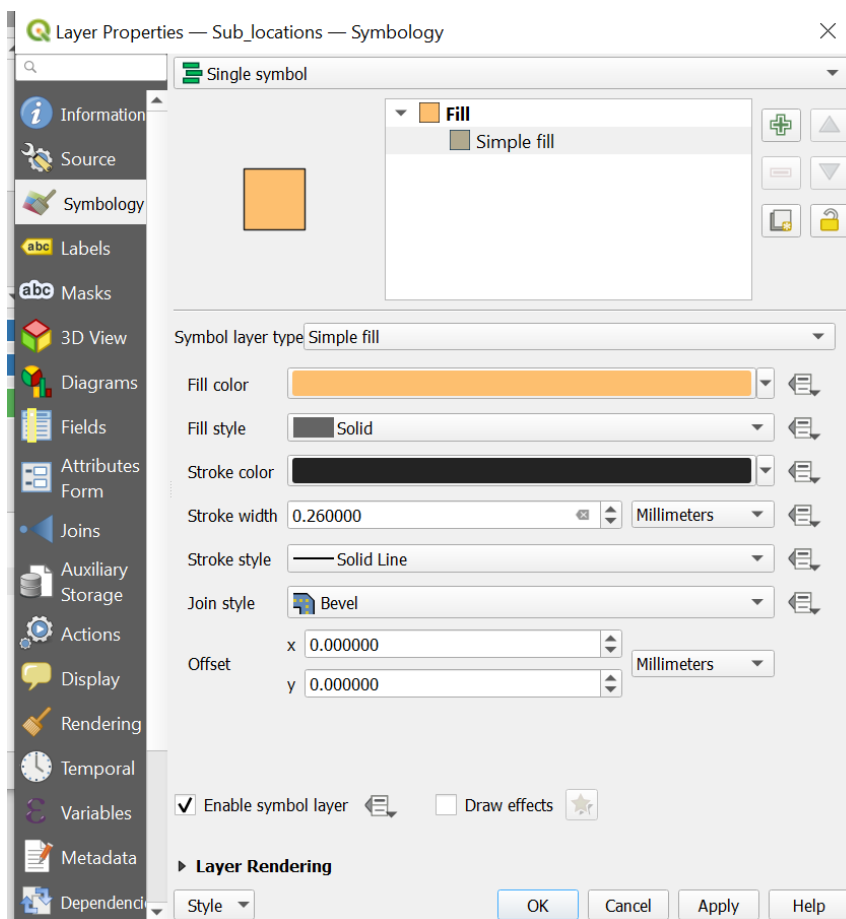 Layer Properties — Sub_locations — Symbology
Single symbol
Information
Source
Symbology
abc Labels
abc Masks
3D View
Diagrams
Fields
Attributes
Form
Joins
Auxiliary
Storage
Actions
Display
Rendering
Temporal
Variables
Metadata
Dependenci
Fill
Simple fill
Symbol layer type Simple fill
Fill color
Fill style Solid
Stroke color
Stroke width 0.260000 Millimeters
Stroke style Solid Line
Join style Bevel
Offset
x 0.000000 Millimeters
y 0.000000
Enable symbol layer Draw effects
Layer Rendering
Style OK Cancel Apply Help